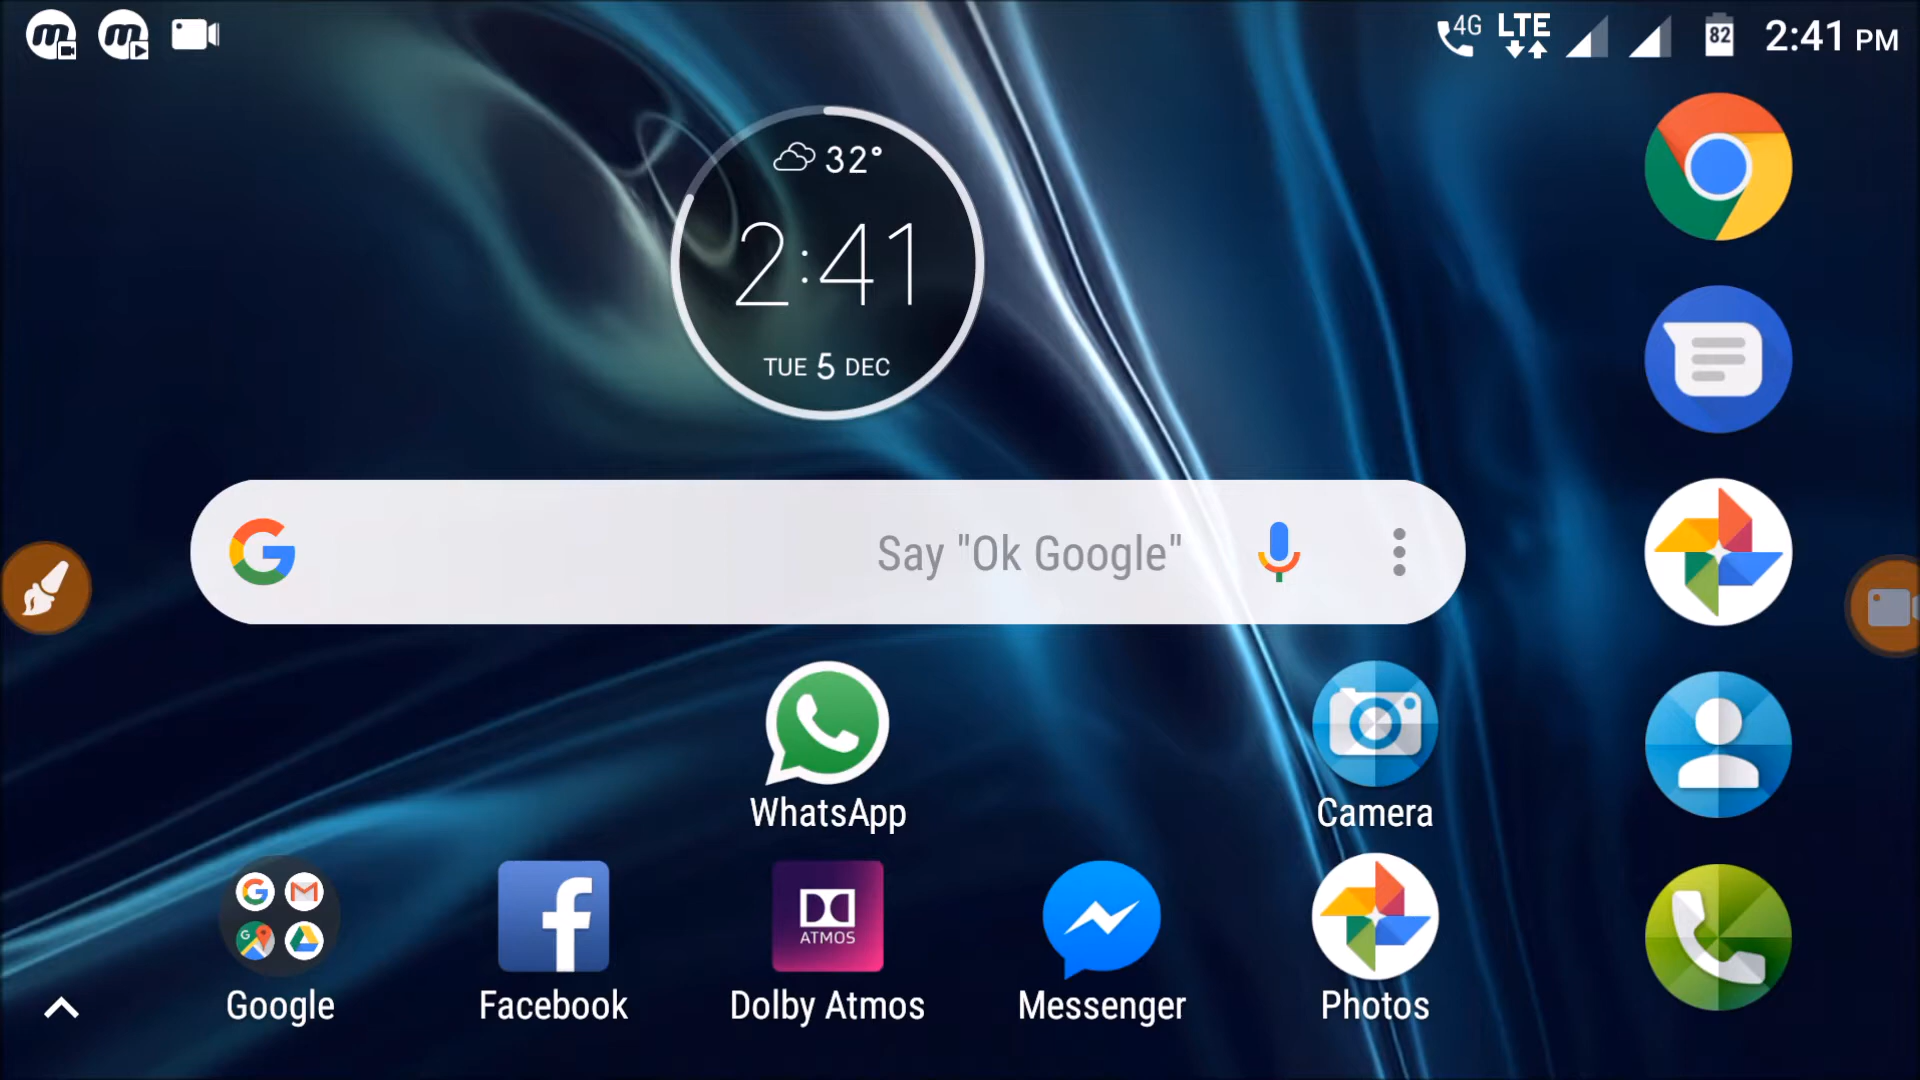 4G
LTE
82
2:41 PM
32°
2:41
TUE 5 DEC
Say "Ok Google"
WhatsApp
Camera
ATMOS
Google
Facebook
Dolby Atmos
Messenger
Photos